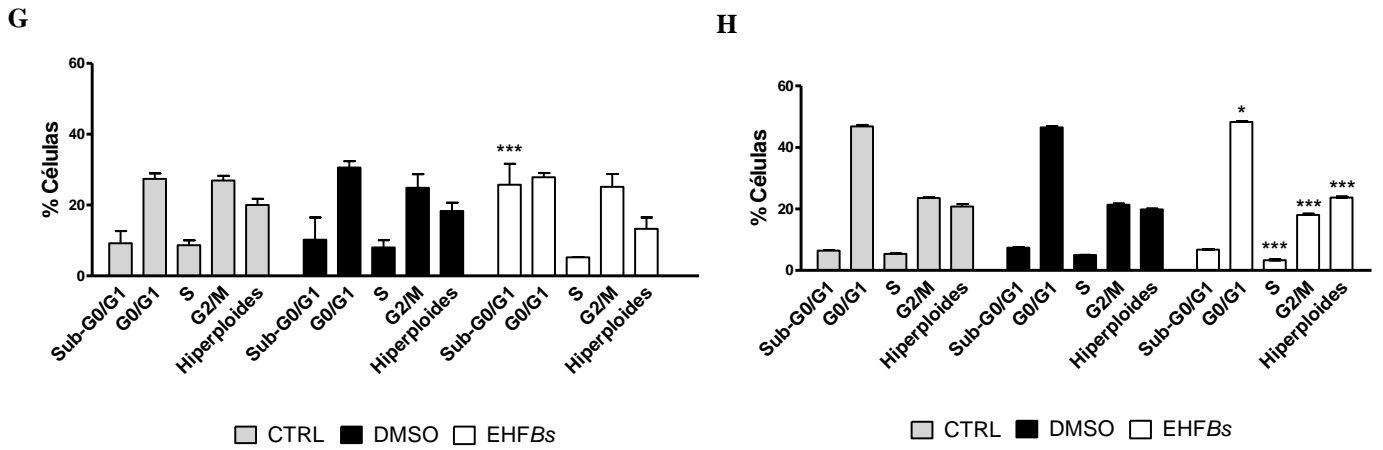 G
60
40
20
0
% Células
***
Sub-G0/G1
G0/G1
S
G2/M
Hiperploides
Sub-G0/G1
G0/G1
S
G2/M
Hiperploides
Sub-G0/G1
G0/G1
S
G2/M
Hiperploides
CTRL DMSO EHFBs
H
60
40
20
0
% Células
*
***
***
***
Sub-G0/G1
G0/G1
S
G2/M
Hiperploides
Sub-G0/G1
G0/G1
S
G2/M
Hiperploides
Sub-G0/G1
G0/G1
S
G2/M
Hiperploides
CTRL DMSO EHFBs